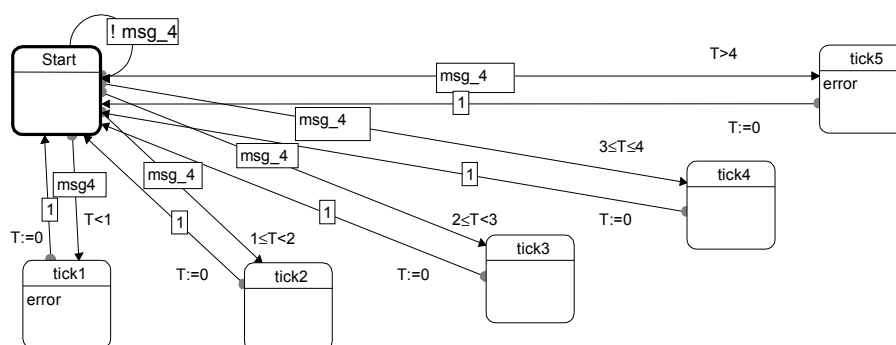 ! msg_4
Start
T>4
tick5
msg_4
error
1
msg_4
T:=0
3≤T≤4
msg_4
tick4
msg_4
1
msg4
1
T<1
1
1
T:=0
2≤T<3
T:=0
1≤T<2
tick3
tick1
T:=0
tick2
T:=0
error